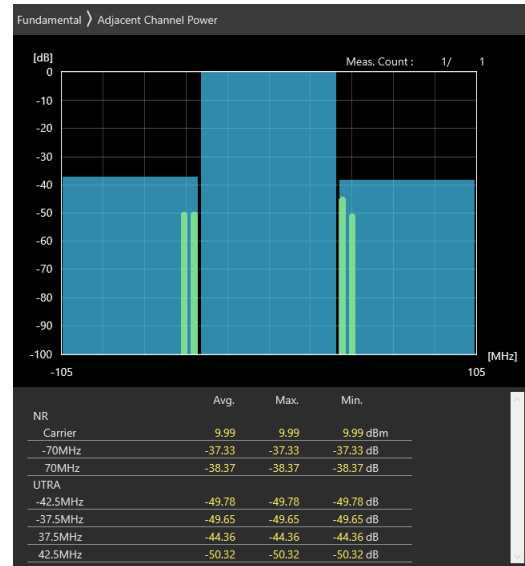 Fundamental ⟩ Adjacent Channel Power
[dB]
Meas. Count : 1/ 1
0
-10
-20
-30
-40
-50
-60
-70
-80
-90
-100
[MHz]
-105 105
Avg. Max. Min.
NR
Carrier 9.99 9.99 9.99 dBm
-70MHz -37.33 -37.33 -37.33 dB
70MHz -38.37 -38.37 -38.37 dB
UTRA
-42.5MHz -49.78 -49.78 -49.78 dB
-37.5MHz -49.65 -49.65 -49.65 dB
37.5MHz -44.36 -44.36 -44.36 dB
42.5MHz -50.32 -50.32 -50.32 dB